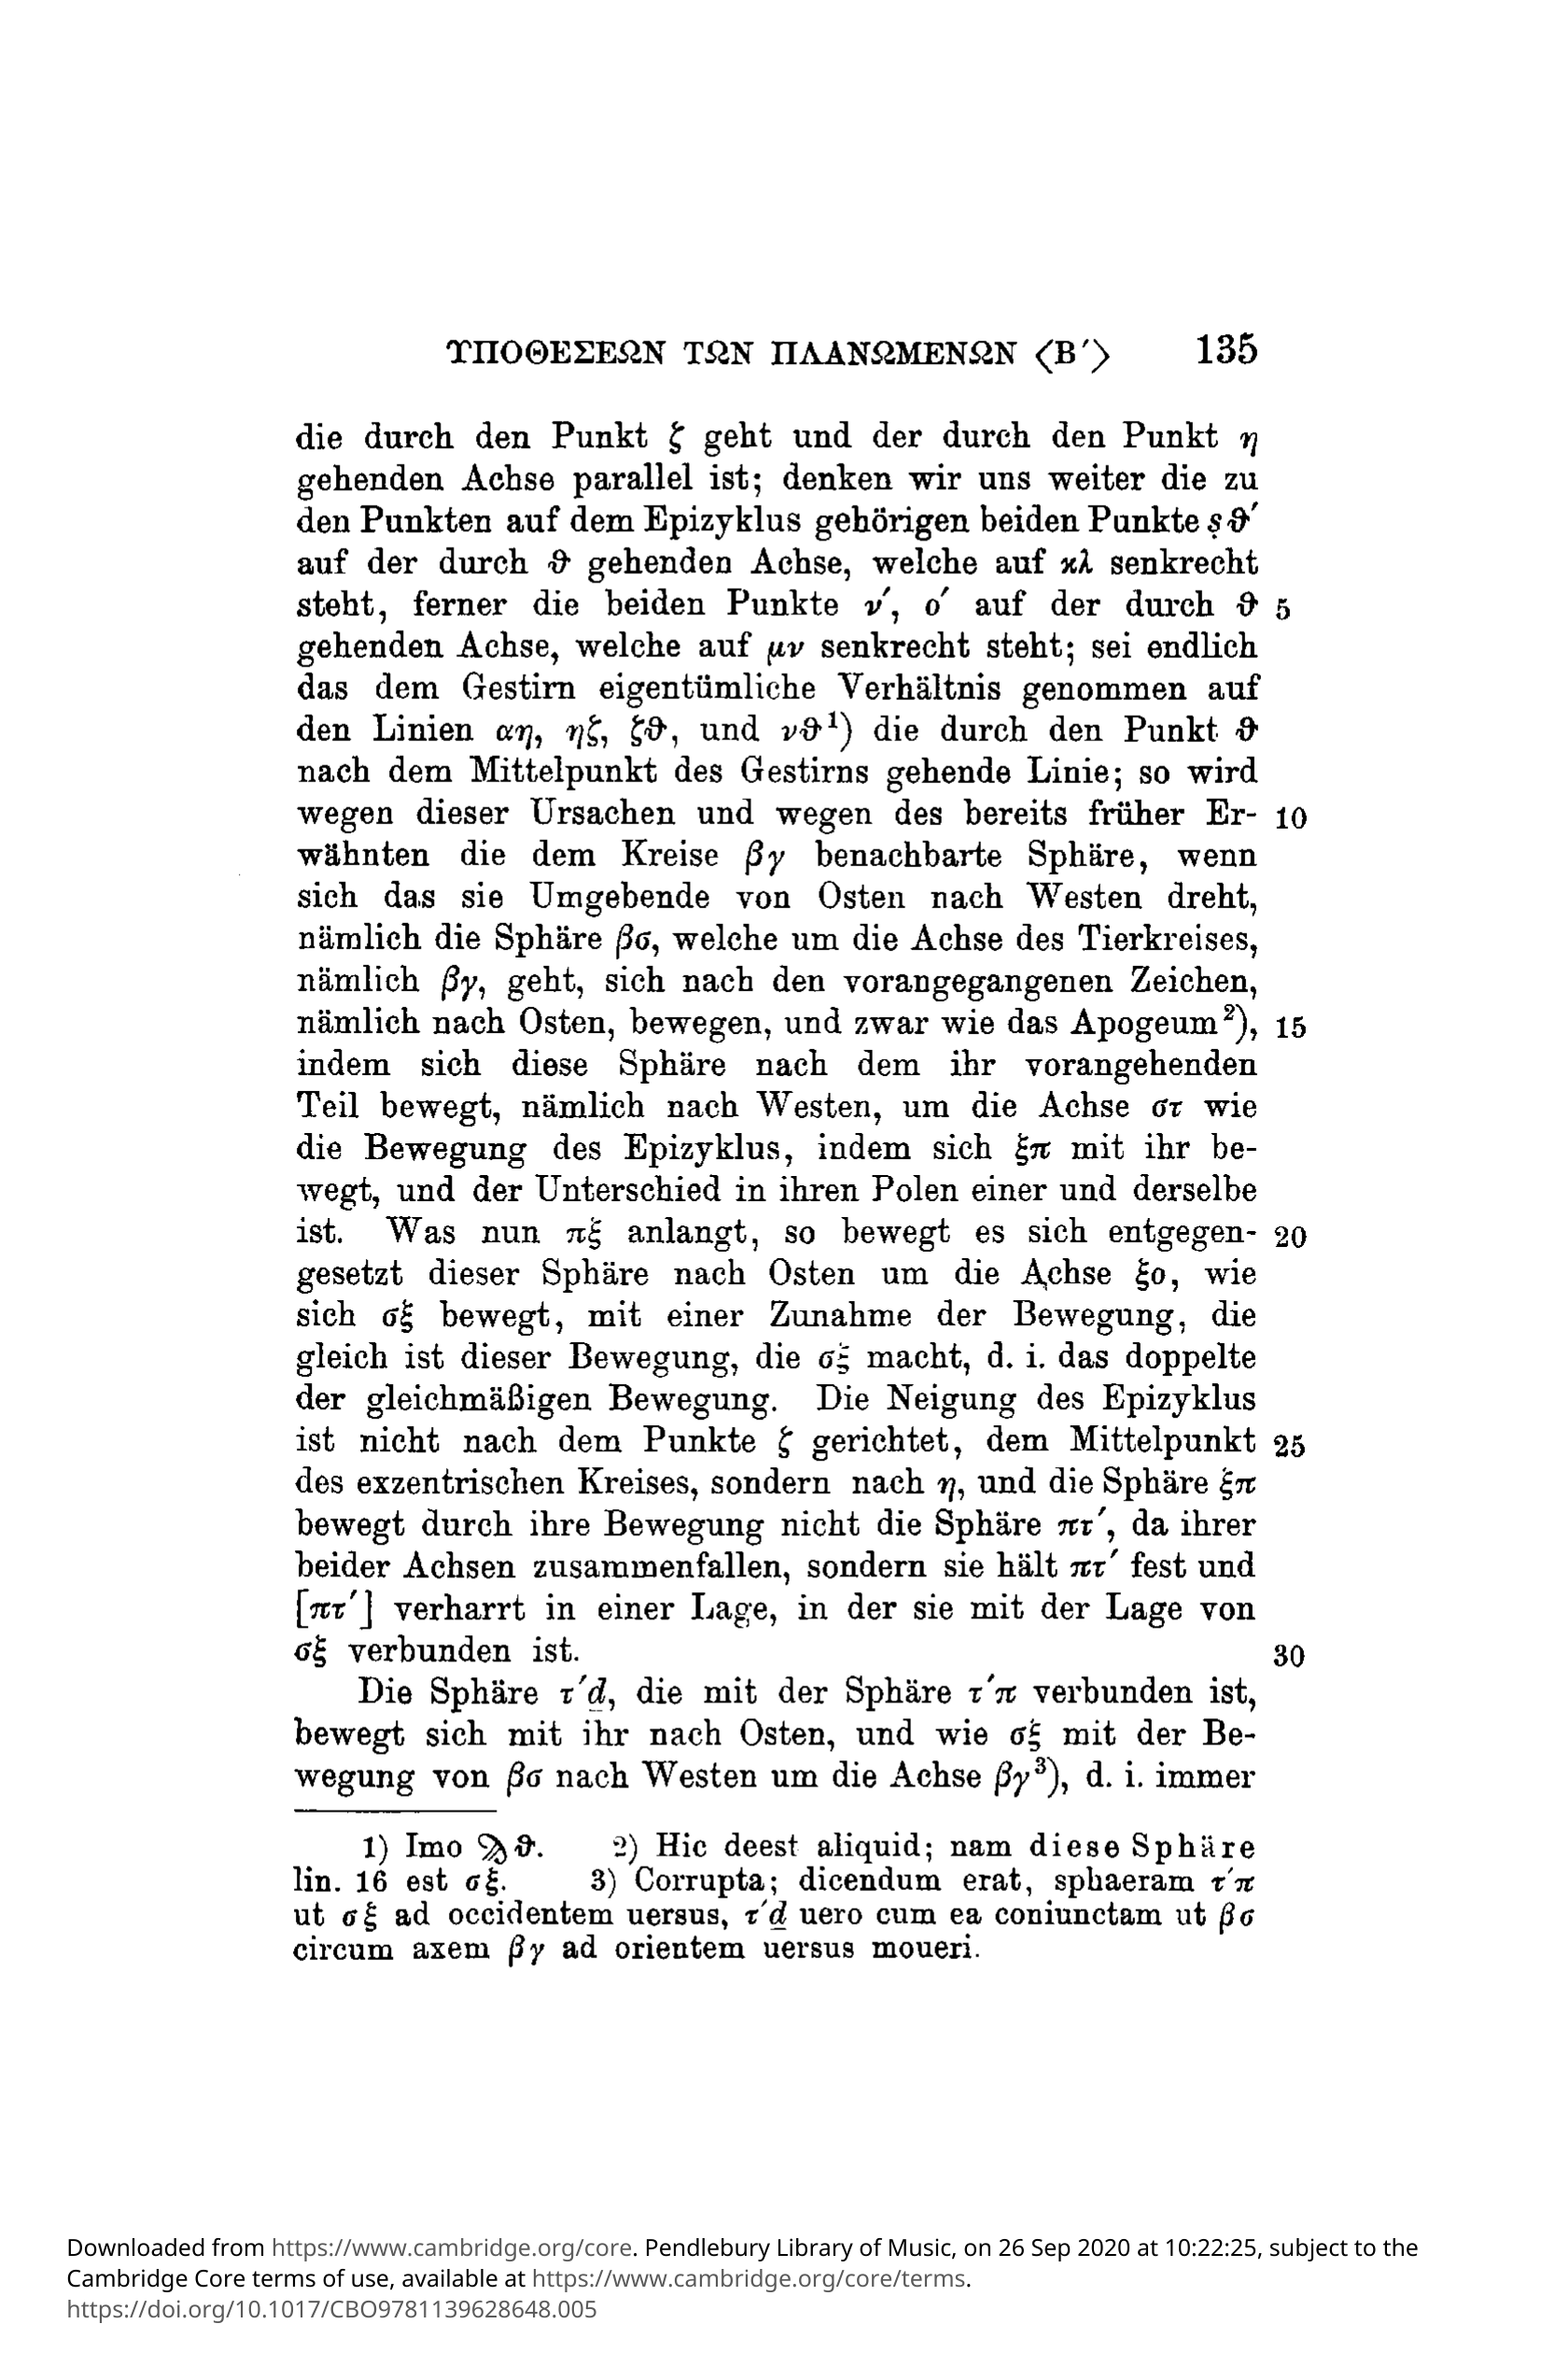 ΥΠΟΘΕΣΕΩΝ ΤΩΝ ΠΛΑΝΩΜΕΝΩΝ ⟨Β′⟩ 135
die durch den Punkt ζ geht und der durch den Punkt η
gehenden Achse parallel ist; denken wir uns weiter die zu
den Punkten auf dem Epizyklus gehörigen beiden Punkte ṣϑ′
auf der durch ϑ gehenden Achse, welche auf κλ senkrecht
steht, ferner die beiden Punkte ν′, ο′ auf der durch ϑ 5
gehenden Achse, welche auf μν senkrecht steht; sei endlich
das dem Gestirn eigentümliche Verhältnis genommen auf
den Linien αη, ηζ, ζϑ, und νϑ¹) die durch den Punkt ϑ
nach dem Mittelpunkt des Gestirns gehende Linie; so wird
wegen dieser Ursachen und wegen des bereits früher Er- 10
wähnten die dem Kreise βγ benachbarte Sphäre, wenn
sich das sie Umgebende von Osten nach Westen dreht,
nämlich die Sphäre βσ, welche um die Achse des Tierkreises,
nämlich βγ, geht, sich nach den vorangegangenen Zeichen,
nämlich nach Osten, bewegen, und zwar wie das Apogeum²), 15
indem sich diese Sphäre nach dem ihr vorangehenden
Teil bewegt, nämlich nach Westen, um die Achse στ wie
die Bewegung des Epizyklus, indem sich ξπ mit ihr be-
wegt, und der Unterschied in ihren Polen einer und derselbe
ist. Was nun πξ anlangt, so bewegt es sich entgegen- 20
gesetzt dieser Sphäre nach Osten um die Achse ξο, wie
sich σξ bewegt, mit einer Zunahme der Bewegung, die
gleich ist dieser Bewegung, die σξ macht, d. i. das doppelte
der gleichmäßigen Bewegung. Die Neigung des Epizyklus
ist nicht nach dem Punkte ζ gerichtet, dem Mittelpunkt 25
des exzentrischen Kreises, sondern nach η, und die Sphäre ξπ
bewegt durch ihre Bewegung nicht die Sphäre πτ′, da ihrer
beider Achsen zusammenfallen, sondern sie hält πτ′ fest und
[πτ′] verharrt in einer Lage, in der sie mit der Lage von
σξ verbunden ist. 30
Die Sphäre τ′ḏ, die mit der Sphäre τ′π verbunden ist,
bewegt sich mit ihr nach Osten, und wie σξ mit der Be-
wegung von βσ nach Westen um die Achse βγ³), d. i. immer
1) Imo ϡϑ. 2) Hic deest aliquid; nam diese Sphäre
lin. 16 est σξ. 3) Corrupta; dicendum erat, sphaeram τ′π
ut σξ ad occidentem uersus, τ′ḏ uero cum ea coniunctam ut βσ
circum axem βγ ad orientem uersus moueri.
Downloaded from https://www.cambridge.org/core. Pendlebury Library of Music, on 26 Sep 2020 at 10:22:25, subject to the
Cambridge Core terms of use, available at https://www.cambridge.org/core/terms.
https://doi.org/10.1017/CBO9781139628648.005